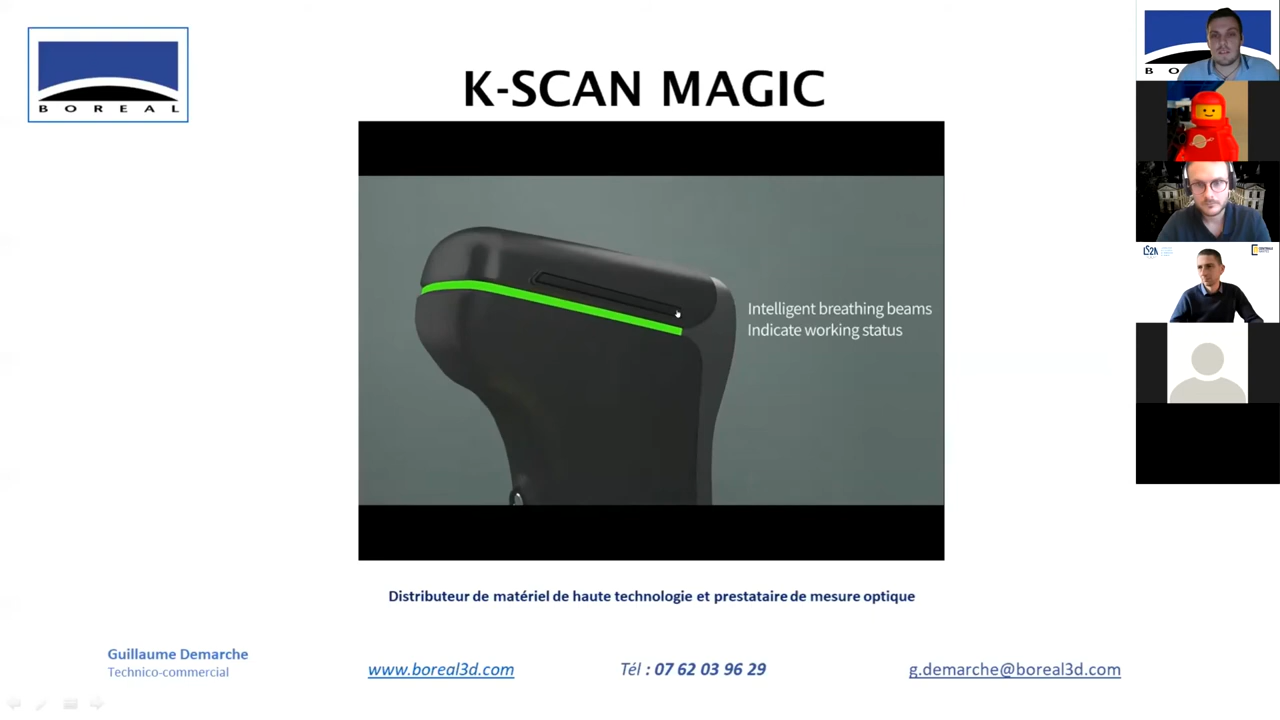 BOREAL
K-SCAN MAGIC
Intelligent breathing beams
Indicate working status
Distributeur de matériel de haute technologie et prestataire de mesure optique
Guillaume Demarche
Technico-commercial
www.boreal3d.com
Tél : 07 62 03 96 29
g.demarche@boreal3d.com
B O
LS2N